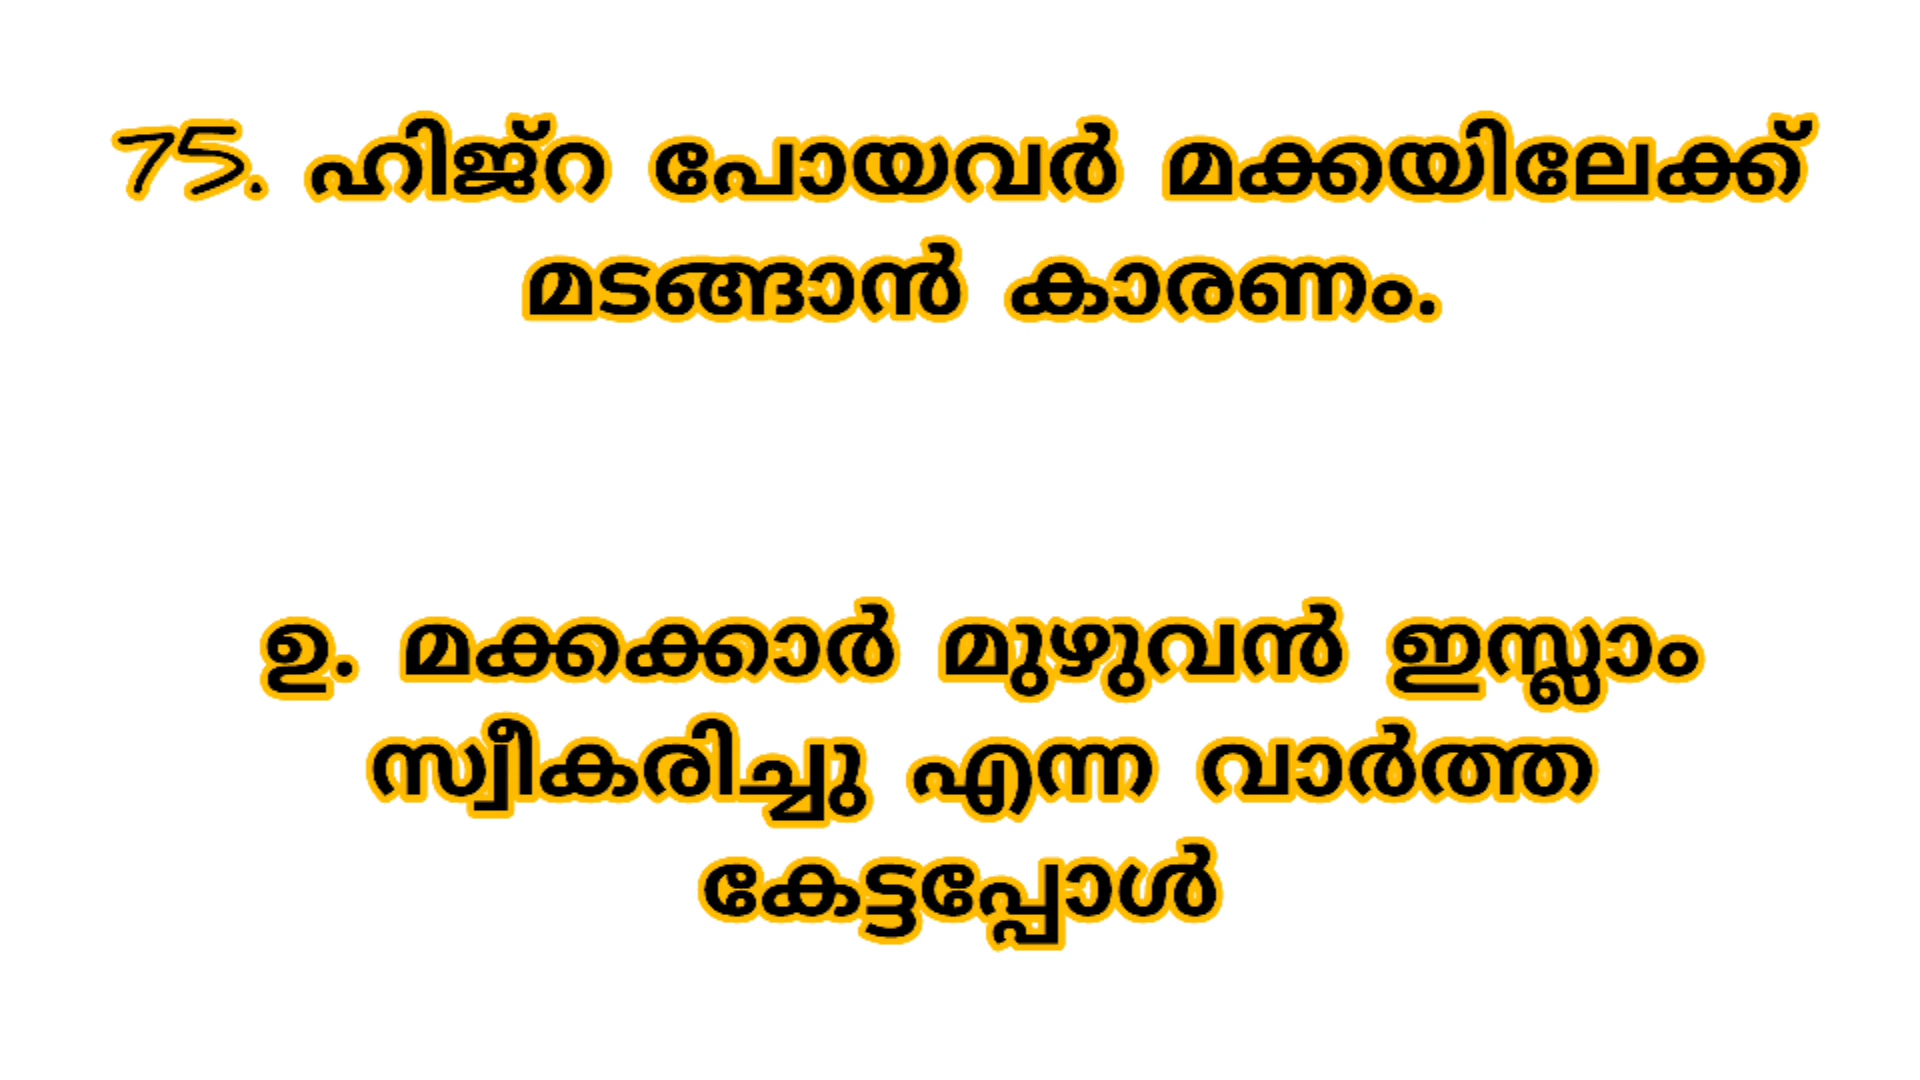 75. ഹിജ്റ പോയവർ മക്കയിലേക്ക്
മടങ്ങാൻ കാരണം.
ഉ. മക്കക്കാർ മുഴുവൻ ഇസ്ലാം
സ്വീകരിച്ചു എന്ന വാർത്ത
കേട്ടപ്പോൾ